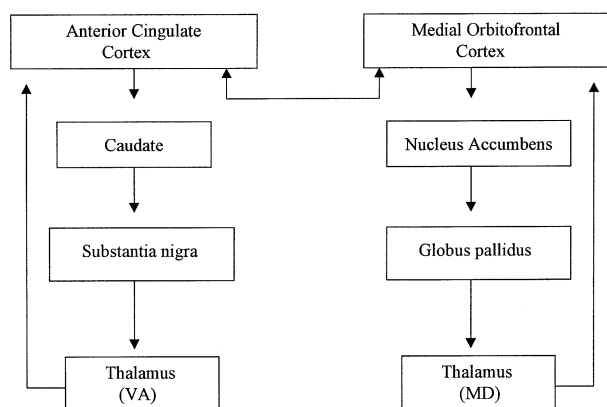 Anterior Cingulate
Cortex
Medial Orbitofrontal
Cortex
Caudate
Nucleus Accumbens
Substantia nigra
Globus pallidus
Thalamus
(VA)
Thalamus
(MD)